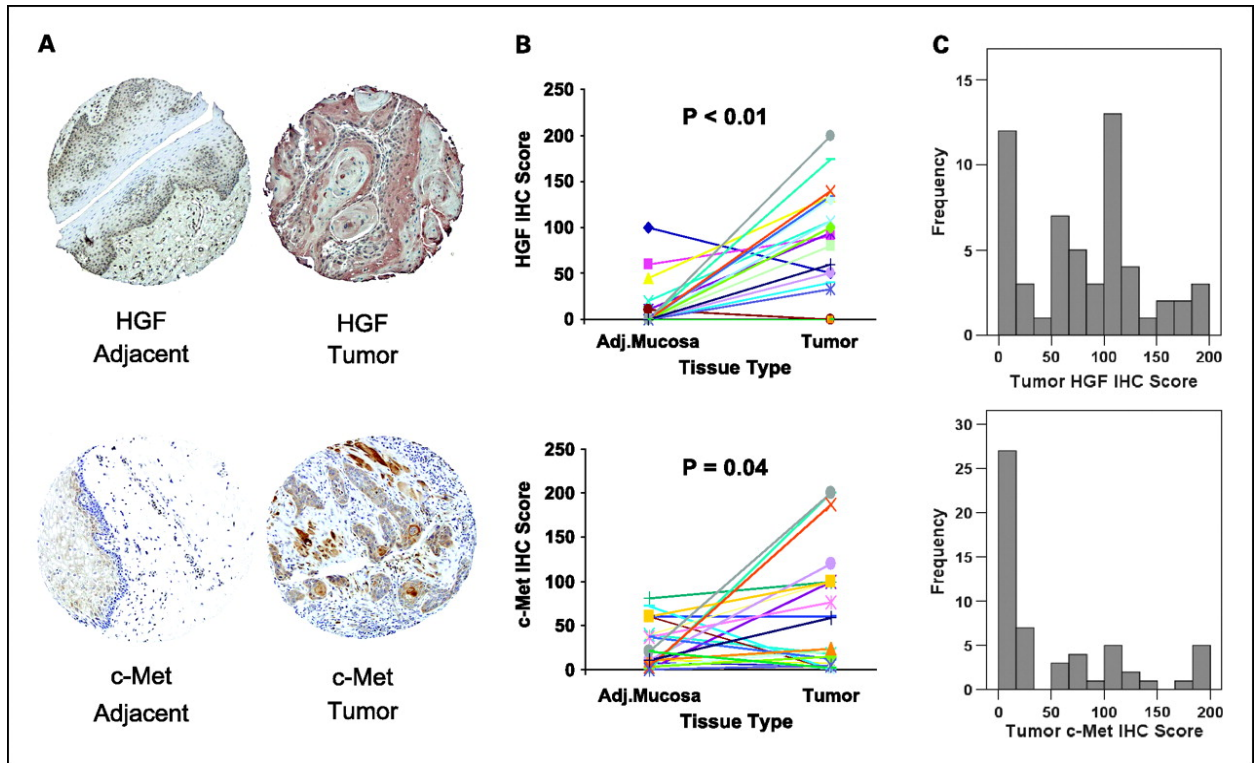 A
HGF
Adjacent
HGF
Tumor
c-Met
Adjacent
c-Met
Tumor
B
250
200
150
100
50
0
HGF IHC Score
P < 0.01
Adj.Mucosa
Tumor
Tissue Type
250
200
150
100
50
0
c-Met IHC Score
P = 0.04
Adj.Mucosa
Tumor
Tissue Type
C
15
10
5
0
Frequency
0 50 100 150 200
Tumor HGF IHC Score
30
25
20
15
10
5
0
Frequency
0 50 100 150 200
Tumor c-Met IHC Score